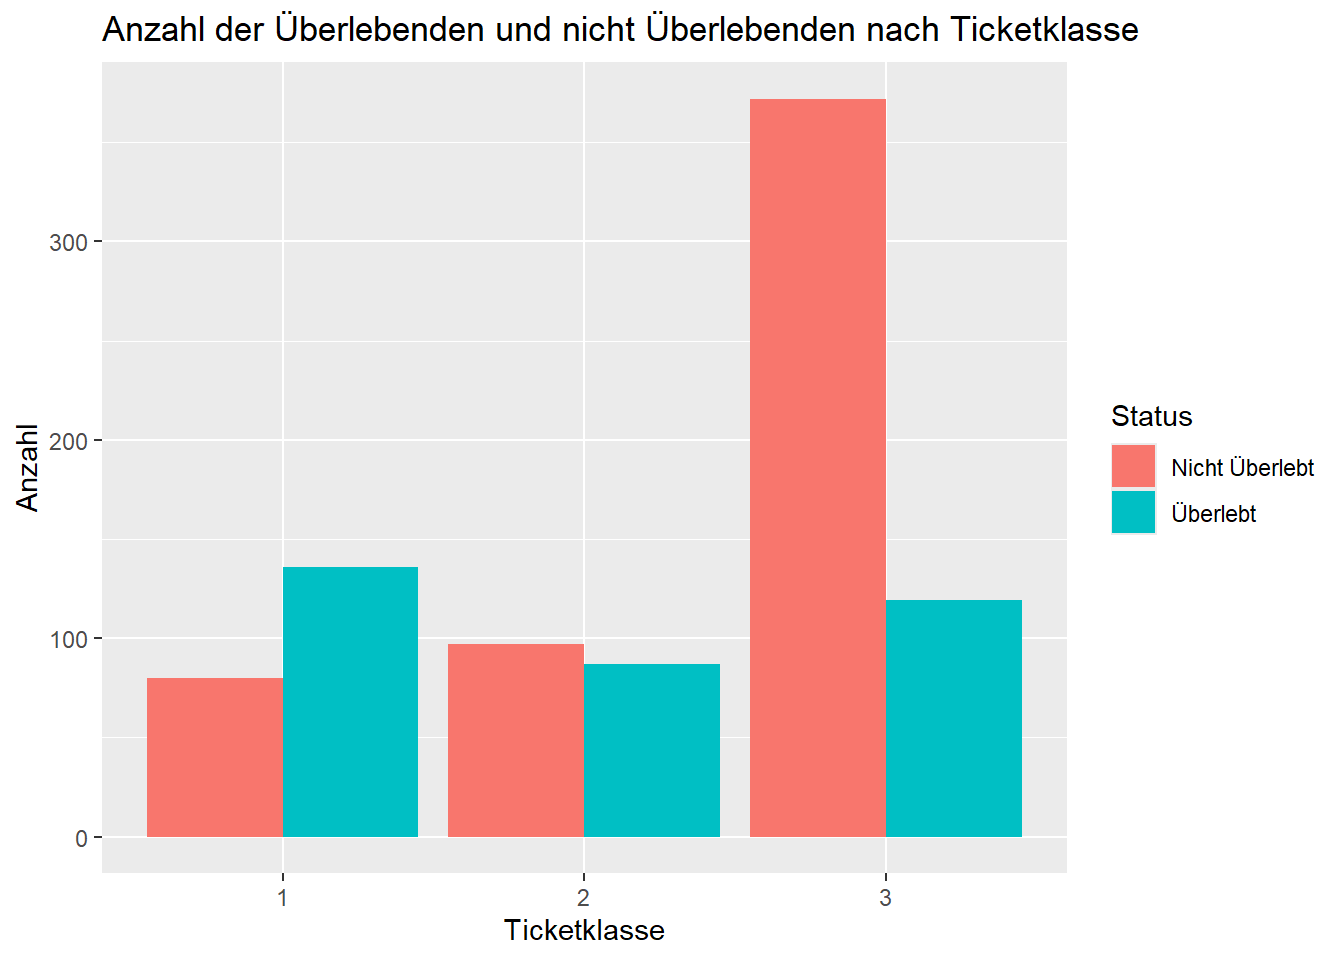 Anzahl der Überlebenden und nicht Überlebenden nach Ticketklasse
Anzahl
300
200
100
0
1 2 3
Ticketklasse
Status
Nicht Überlebt
Überlebt